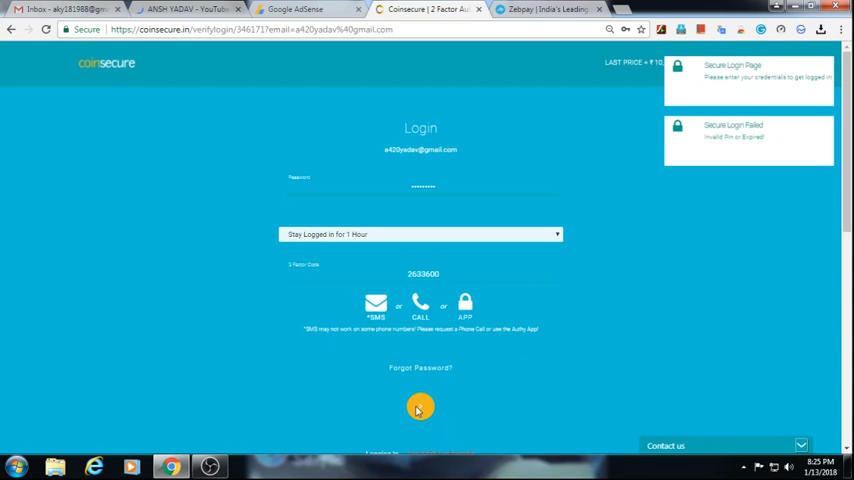 Inbox - aky181988@gm
ANSH YADAV - YouTube
Google AdSense
Coinsecure | 2 Factor Au
Zebpay | India's Leading
Secure
https://coinsecure.in/verifylogin/346171?email=a420yadav%40gmail.com
coinsecure
LAST PRICE = ₹ 10,
Secure Login Page
Please enter your credentials to get logged in!
Secure Login Failed
Invalid Pin or Expired!
Login
a420yadav@gmail.com
Password
•••••••••
Stay Logged in for 1 Hour
2 Factor Code
2633600
or
or
*SMS
CALL
APP
*SMS may not work on some phone numbers! Please request a Phone Call or use the Authy App!
Forgot Password?
Contact us
8:25 PM
1/13/2018